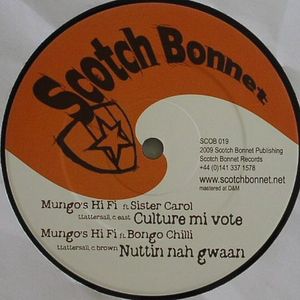 Scotch Bonnet
SCOB 019
2009 Scotch Bonnet Publishing
Scotch Bonnet Records
+44 (0)141 337 1578
www.scotchbonnet.net
mastered at D&M
Mungo's Hi Fi ft. Sister Carol
t.tattersall, c. east Culture mi vote
Mungo's Hi Fi ft. Bongo Chilli
t.tattersall, c. brown Nuttin nah gwaan